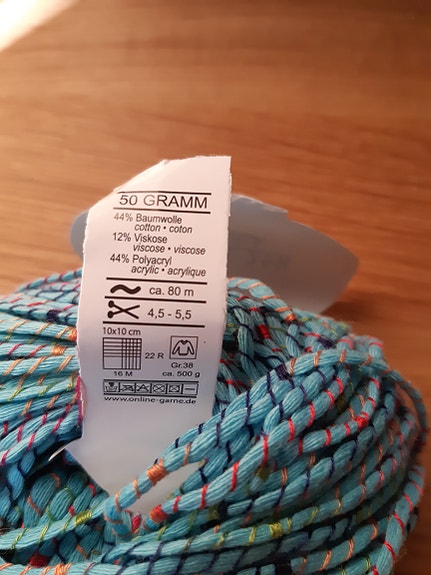 50 GRAMM
44% Baumwolle
cotton • coton
12% Viskose
viscose • viscose
44% Polyacryl
acrylic • acrylique
ca. 80 m
4,5 - 5,5
10x10 cm
22 R
16 M
Gr.38
ca. 500 g
www.online-garne.de